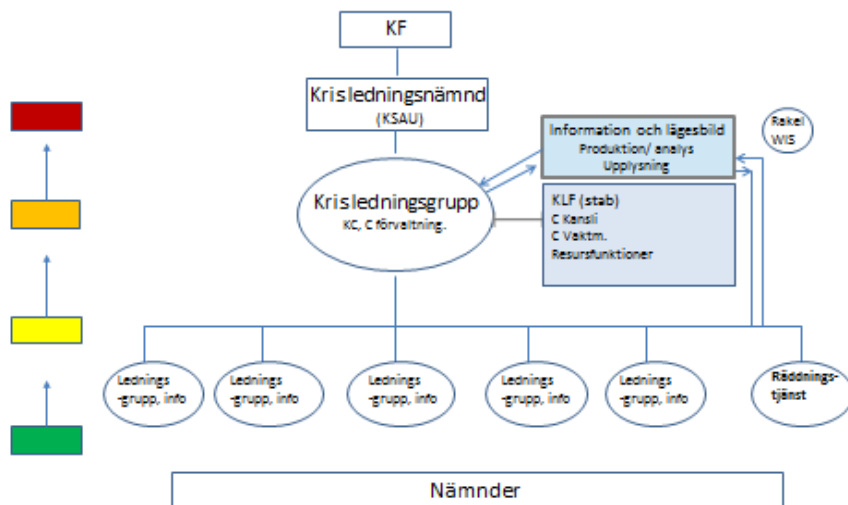 KF
Krisledningsnämnd
(KSAU)
Information och lägesbild
Produktion/ analys
Upplysning
Rakel
WIS
Krisledningsgrupp
KC, C förvaltning.
KLF (stab)
C Kansli
C Vaktm.
Resursfunktioner
Lednings
-grupp, info
Lednings
-grupp, info
Lednings
-grupp, info
Lednings
-grupp, info
Lednings
-grupp, info
Räddnings-
tjänst
Nämnder